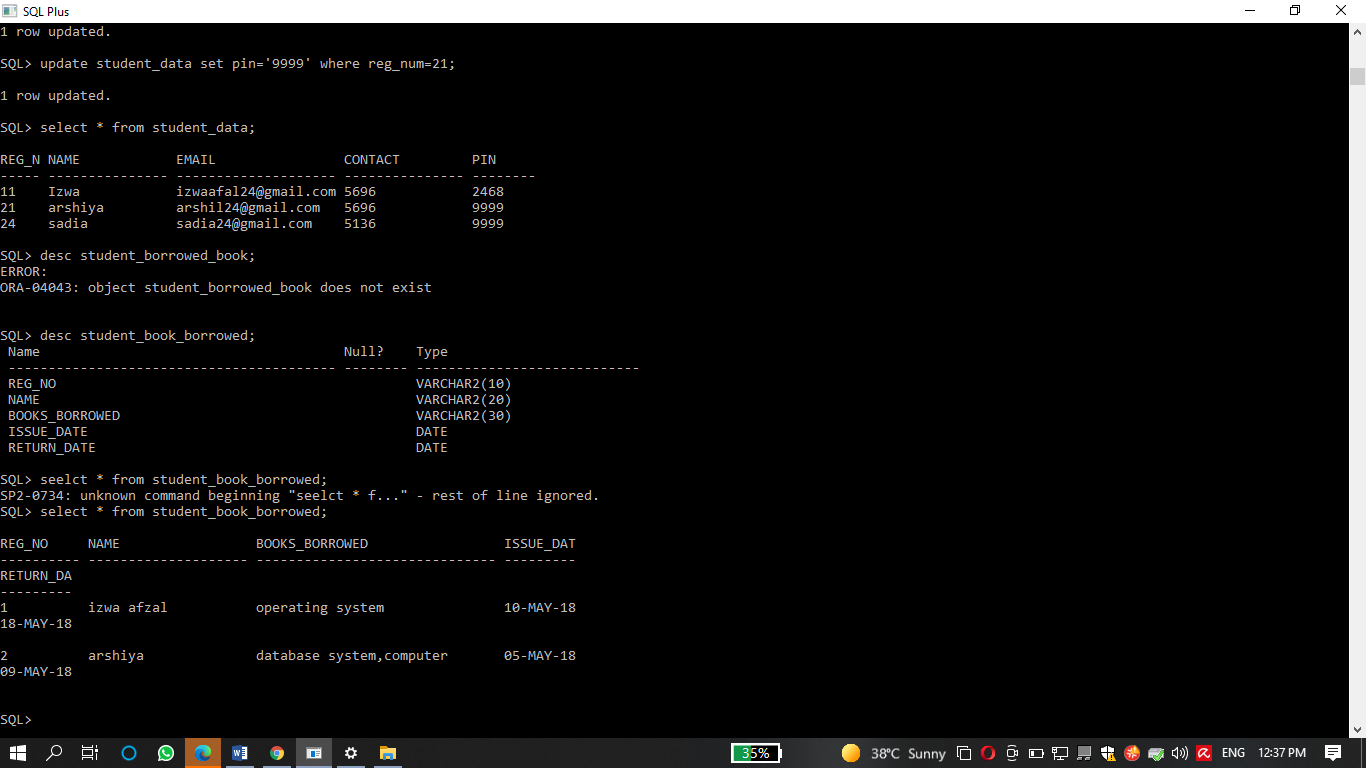 SQL Plus
1 row updated.
SQL> update student_data set pin='9999' where reg_num=21;
1 row updated.
SQL> select * from student_data;
REG_N NAME EMAIL CONTACT PIN
----- --------------- -------------------- --------------- --------
11 Izwa izwaafal24@gmail.com 5696 2468
21 arshiya arshil24@gmail.com 5696 9999
24 sadia sadia24@gmail.com 5136 9999
SQL> desc student_borrowed_book;
ERROR:
ORA-04043: object student_borrowed_book does not exist
SQL> desc student_book_borrowed;
Name Null? Type
----------------------------------------- -------- ----------------------------
REG_NO VARCHAR2(10)
NAME VARCHAR2(20)
BOOKS_BORROWED VARCHAR2(30)
ISSUE_DATE DATE
RETURN_DATE DATE
SQL> seelct * from student_book_borrowed;
SP2-0734: unknown command beginning "seelct * f..." - rest of line ignored.
SQL> select * from student_book_borrowed;
REG_NO NAME BOOKS_BORROWED ISSUE_DAT
---------- -------------------- ------------------------------ ---------
RETURN_DA
---------
1 izwa afzal operating system 10-MAY-18
18-MAY-18
2 arshiya database system,computer 05-MAY-18
09-MAY-18
SQL>
35% 38°C Sunny ENG 12:37 PM